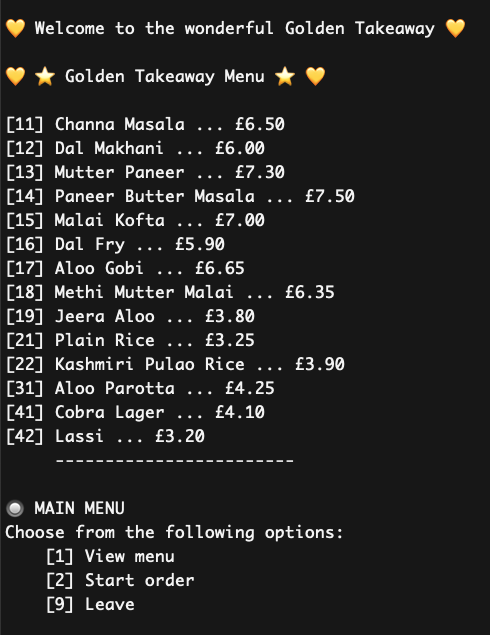 💛 Welcome to the wonderful Golden Takeaway 💛
💛 ⭐ Golden Takeaway Menu ⭐ 💛
[11] Channa Masala ... £6.50
[12] Dal Makhani ... £6.00
[13] Mutter Paneer ... £7.30
[14] Paneer Butter Masala ... £7.50
[15] Malai Kofta ... £7.00
[16] Dal Fry ... £5.90
[17] Aloo Gobi ... £6.65
[18] Methi Mutter Malai ... £6.35
[19] Jeera Aloo ... £3.80
[21] Plain Rice ... £3.25
[22] Kashmiri Pulao Rice ... £3.90
[31] Aloo Parotta ... £4.25
[41] Cobra Lager ... £4.10
[42] Lassi ... £3.20
------------------------
🔘 MAIN MENU
Choose from the following options:
[1] View menu
[2] Start order
[9] Leave